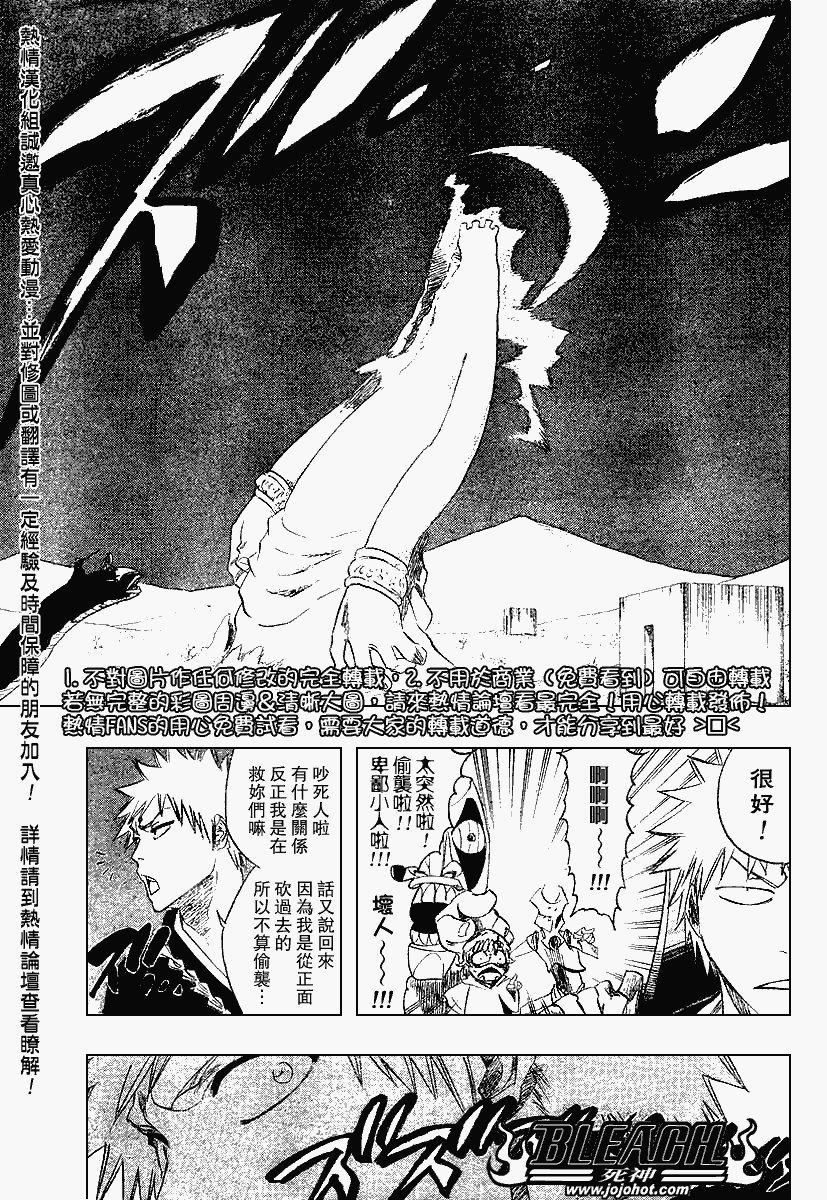 熱情漢化組誠邀真心熱愛動漫…並對修圖或翻譯有一定經驗及時間保障的朋友加入！　詳情請到熱情論壇查看瞭解！
1. 不對圖片作任何修改的完全轉載，2. 不用於商業（免費看到）可自由轉載
若無完整的彩圖周邊&清晰大圖，請來熱情論壇看最完全！用心轉載發佈！
熱情FANS的用心免費試看，需要大家的轉載道德，才能分享到最好 >□<
很好！
啊啊啊～!!!
太突然啦！
偷襲啦!!
卑鄙小人啦!!!
壞人～!!!
吵死人啦
有什麼關係
反正我是在
救妳們嘛
話又說回來
因為我是從正面
砍過去的
所以不算偷襲…
ズズ
BLEACH
死神
www.jojohot.com